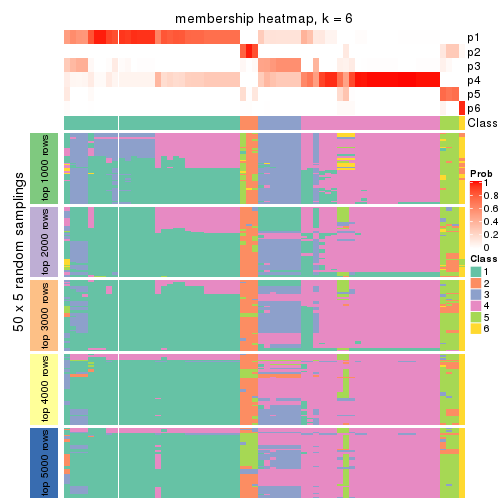 membership heatmap, k = 6
p1
p2
p3
p4
p5
p6
Class
50 x 5 random samplings
top 1000 rows
top 2000 rows
top 3000 rows
top 4000 rows
top 5000 rows
Prob
1
0.8
0.6
0.4
0.2
0
Class
1
2
3
4
5
6